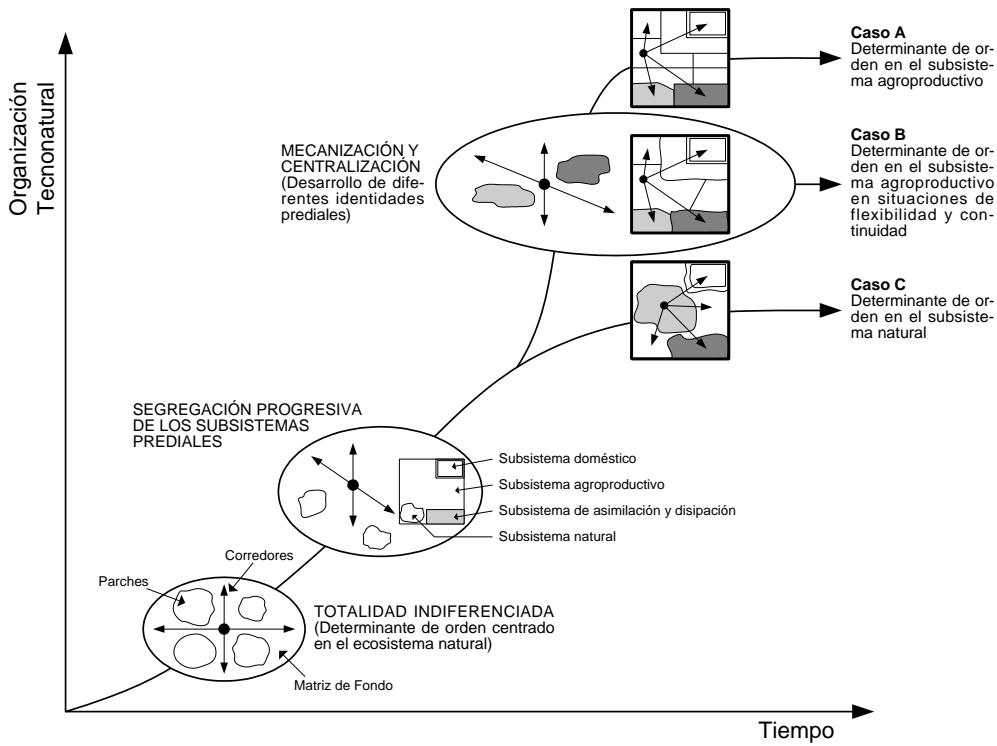 Organización
Tecnonatural
Caso A
Determinante de or-
den en el subsiste-
ma agroproductivo
MECANIZACIÓN Y
CENTRALIZACIÓN
(Desarrollo de dife-
rentes identidades
prediales)
Caso B
Determinante de or-
den en el subsiste-
ma agroproductivo
en situaciones de
flexibilidad y con-
tinuidad
Caso C
Determinante de or-
den en el subsiste-
ma natural
SEGREGACIÓN PROGRESIVA
DE LOS SUBSISTEMAS
PREDIALES
Subsistema doméstico
Subsistema agroproductivo
Subsistema de asimilación y disipación
Subsistema natural
Corredores
Parches
TOTALIDAD INDIFERENCIADA
(Determinante de orden centrado
en el ecosistema natural)
Matriz de Fondo
Tiempo